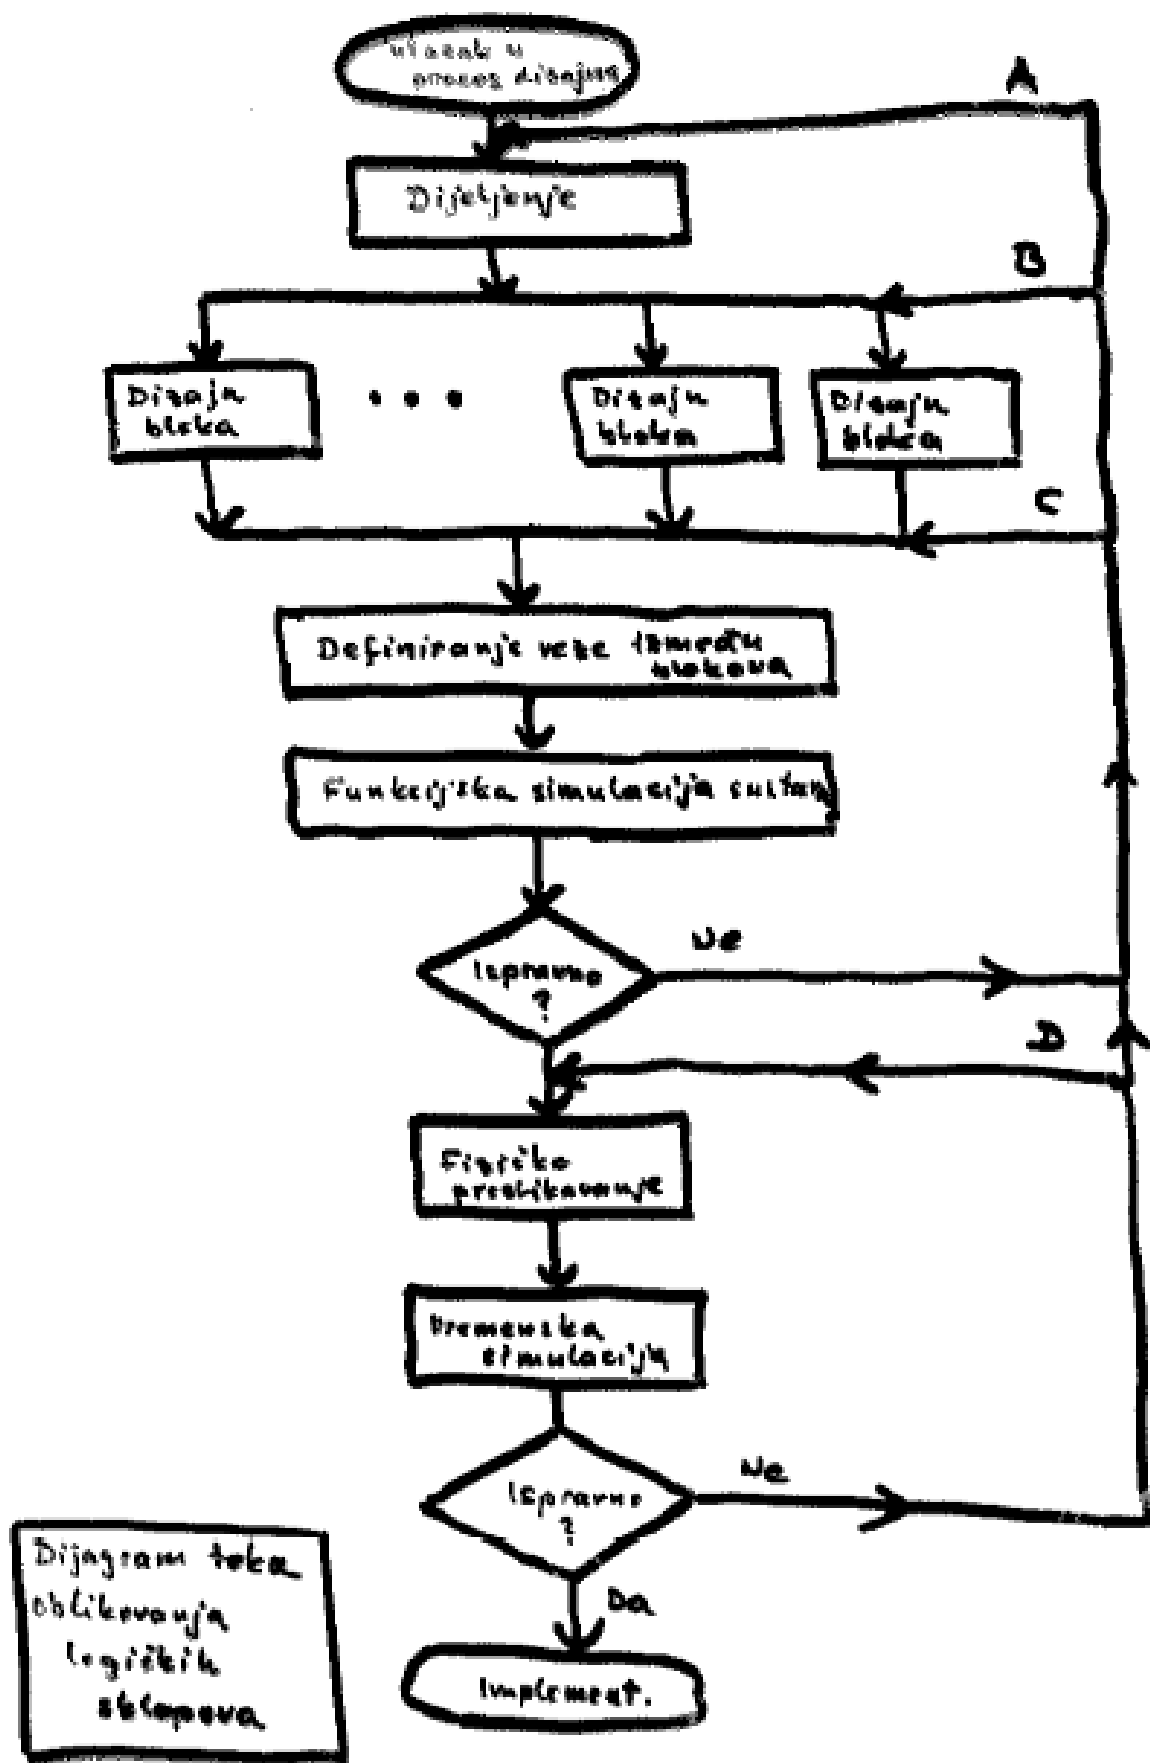 ulazak u
proces dizajna
A
Dijeljenje
B
Dizajn
bloka
• • •
Dizajn
bloka
Dizajn
bloka
C
Definiranje veze između
blokova
Funkcijska simulacija
Ne
Ispravno
?
D
Fizičko
preslikavanje
Vremenska
simulacija
Ne
Ispravno
?
Da
Implement.
Dijagram toka
oblikovanja
logičkih
sklopova